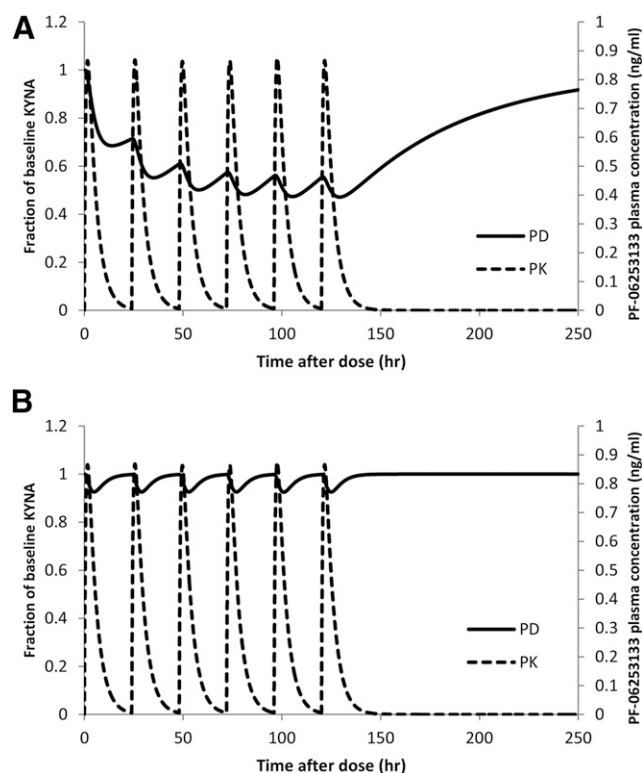 A
1.2
1
0.8
0.6
0.4
0.2
0
Fraction of baseline KYNA
1
0.9
0.8
0.7
0.6
0.5
0.4
0.3
0.2
0.1
0
PF-06253133 plasma concentration (ng/ml)
PD
PK
0 50 100 150 200 250
Time after dose (hr)
B
1.2
1
0.8
0.6
0.4
0.2
0
Fraction of baseline KYNA
1
0.9
0.8
0.7
0.6
0.5
0.4
0.3
0.2
0.1
0
PF-06253133 plasma concentration (ng/ml)
PD
PK
0 50 100 150 200 250
Time after dose (hr)